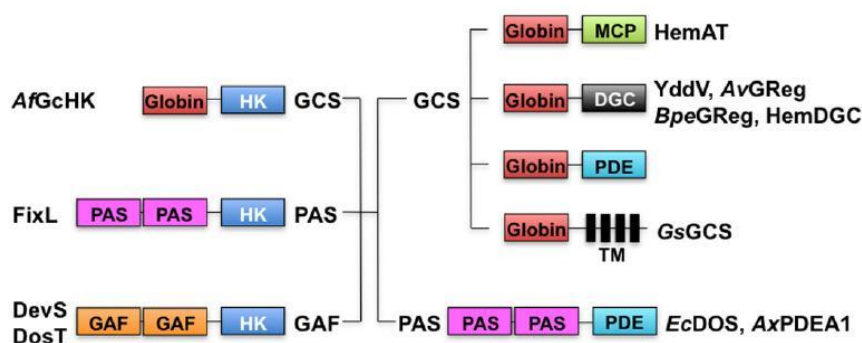 Globin MCP HemAT
AfGcHK Globin HK GCS
GCS Globin DGC YddV, AvGReg
BpeGReg, HemDGC
Globin PDE
FixL PAS PAS HK PAS
Globin GsGCS
TM
DevS
DosT GAF GAF HK GAF
PAS PAS PAS PDE EcDOS, AxPDEA1